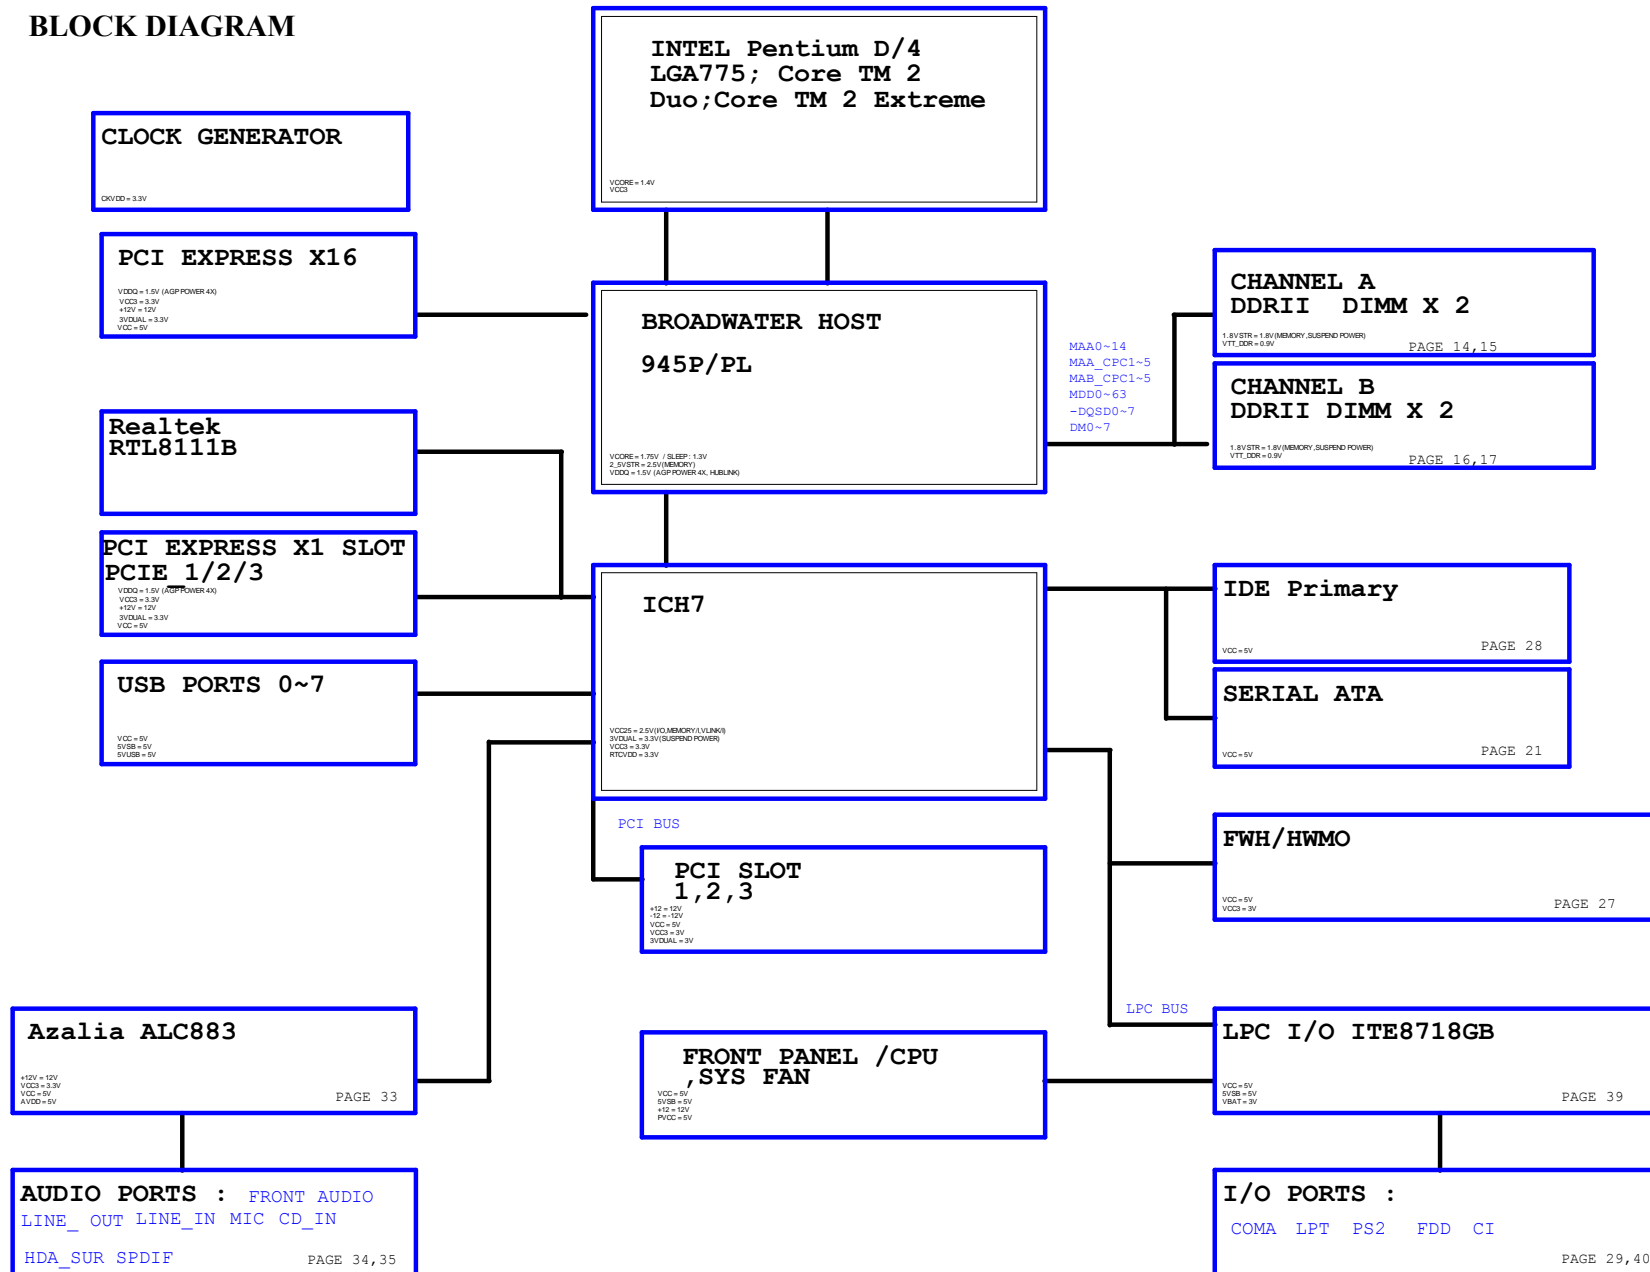 BLOCK DIAGRAM
INTEL Pentium D/4
LGA775; Core TM 2
Duo;Core TM 2 Extreme
VCORE = 1.4V
VCC3
CLOCK GENERATOR
CKVDD = 3.3V
PCI EXPRESS X16
VDDQ = 1.5V (AGP POWER 4X)
VCC3 = 3.3V
+12V = 12V
3VDUAL = 3.3V
VCC = 5V
BROADWATER HOST
945P/PL
VCORE = 1.75V / SLEEP: 1.3V
2_5VSTR = 2.5V(MEMORY)
VDDQ = 1.5V (AGP POWER 4X, HUBLINK)
MAA0~14
MAA_CPC1~5
MAB_CPC1~5
MDD0~63
-DQSD0~7
DM0~7
CHANNEL A
DDRII DIMM X 2
1.8VSTR = 1.8V(MEMORY,SUSPEND POWER)
VTT_DDR = 0.9V
PAGE 14,15
CHANNEL B
DDRII DIMM X 2
1.8VSTR = 1.8V(MEMORY,SUSPEND POWER)
VTT_DDR = 0.9V
PAGE 16,17
Realtek
RTL8111B
PCI EXPRESS X1 SLOT
PCIE_1/2/3
VDDQ = 1.5V (AGP POWER 4X)
VCC3 = 3.3V
+12V = 12V
3VDUAL = 3.3V
VCC = 5V
ICH7
VCC25 = 2.5V(I/O,MEMORY/I,VLINK/I)
3VDUAL = 3.3V(SUSPEND POWER)
VCC3 = 3.3V
RTCVDD = 3.3V
IDE Primary
VCC = 5V
PAGE 28
USB PORTS 0~7
VCC = 5V
5VSB = 5V
5VUSB = 5V
SERIAL ATA
VCC = 5V
PAGE 21
PCI BUS
PCI SLOT
1,2,3
+12 = 12V
-12 = -12V
VCC = 5V
VCC3 = 3V
3VDUAL = 3V
FWH/HWMO
VCC = 5V
VCC3 = 3V
PAGE 27
Azalia ALC883
+12V = 12V
VCC3 = 3.3V
VCC = 5V
AVDD = 5V
PAGE 33
FRONT PANEL /CPU
,SYS FAN
VCC = 5V
5VSB = 5V
+12 = 12V
PVCC = 5V
LPC BUS
LPC I/O ITE8718GB
VCC = 5V
5VSB = 5V
VBAT = 3V
PAGE 39
AUDIO PORTS : FRONT AUDIO
LINE_ OUT LINE_IN MIC CD_IN
HDA_SUR SPDIF
PAGE 34,35
I/O PORTS :
COMA LPT PS2 FDD CI
PAGE 29,40